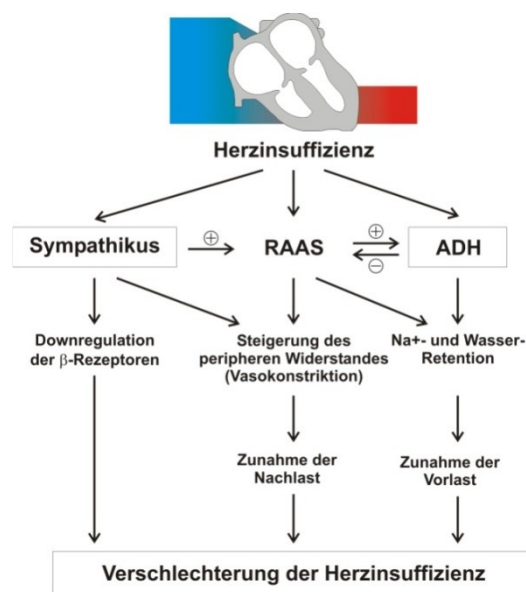 Herzinsuffizienz
Sympathikus
⊕
RAAS
⊕
⊖
ADH
Downregulation
der β-Rezeptoren
Steigerung des
peripheren Widerstandes
(Vasokonstriktion)
Na+- und Wasser-
Retention
Zunahme der
Nachlast
Zunahme der
Vorlast
Verschlechterung der Herzinsuffizienz